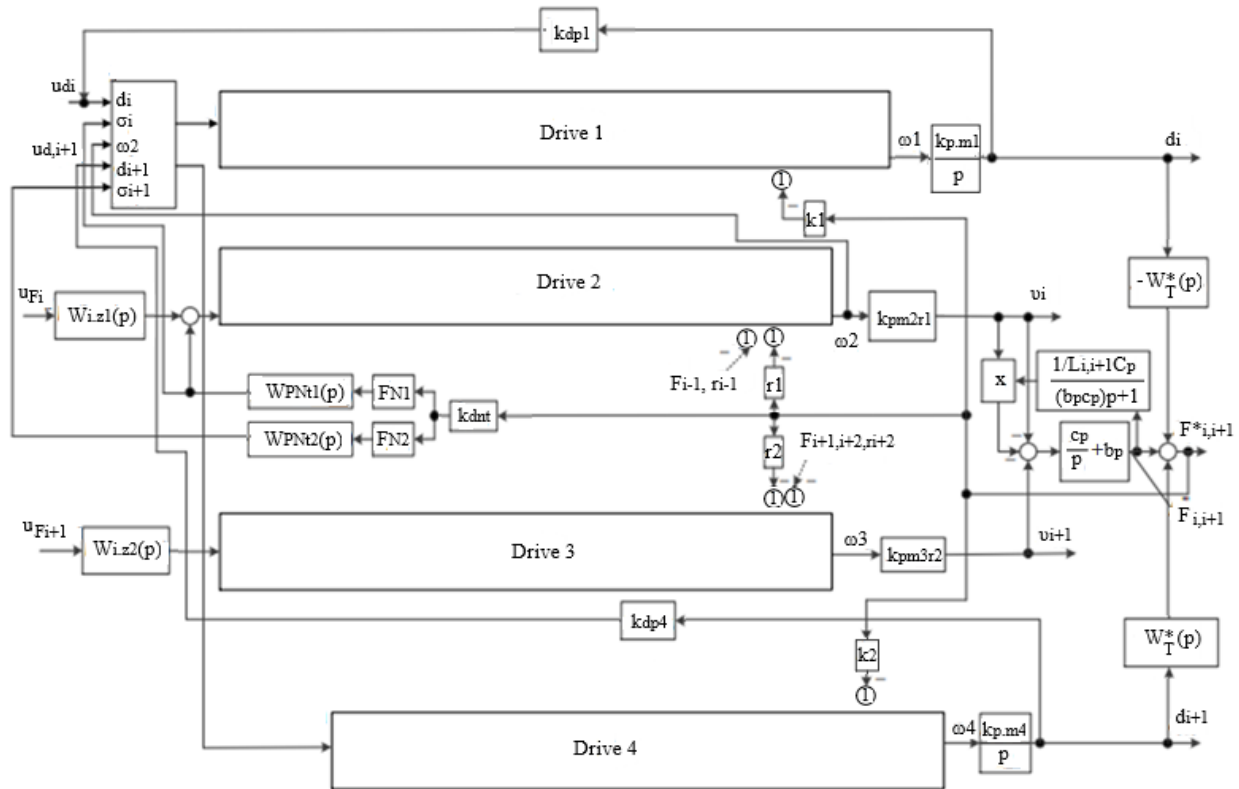 kdp1
udi
di
σi
ω2
di+1
σi+1
ud,i+1
Drive 1
ω1
kp.m1
p
di
1
k1
-W*T(p)
Drive 2
uFi
Wi.z1(p)
ω2
kpm2r1
υi
1
1
Fi-1, ri-1
r1
x
1/Li,i+1Cp
(bpcp)p+1
WPNt1(p)
FN1
kdnt
WPNt2(p)
FN2
r2
Fi+1,i+2,ri+2
cp
p
+bp
F*i,i+1
1
1
Fi,i+1
uFi+1
Wi.z2(p)
Drive 3
ω3
kpm3r2
υi+1
kdp4
k2
1
W*T(p)
Drive 4
ω4
kp.m4
p
di+1